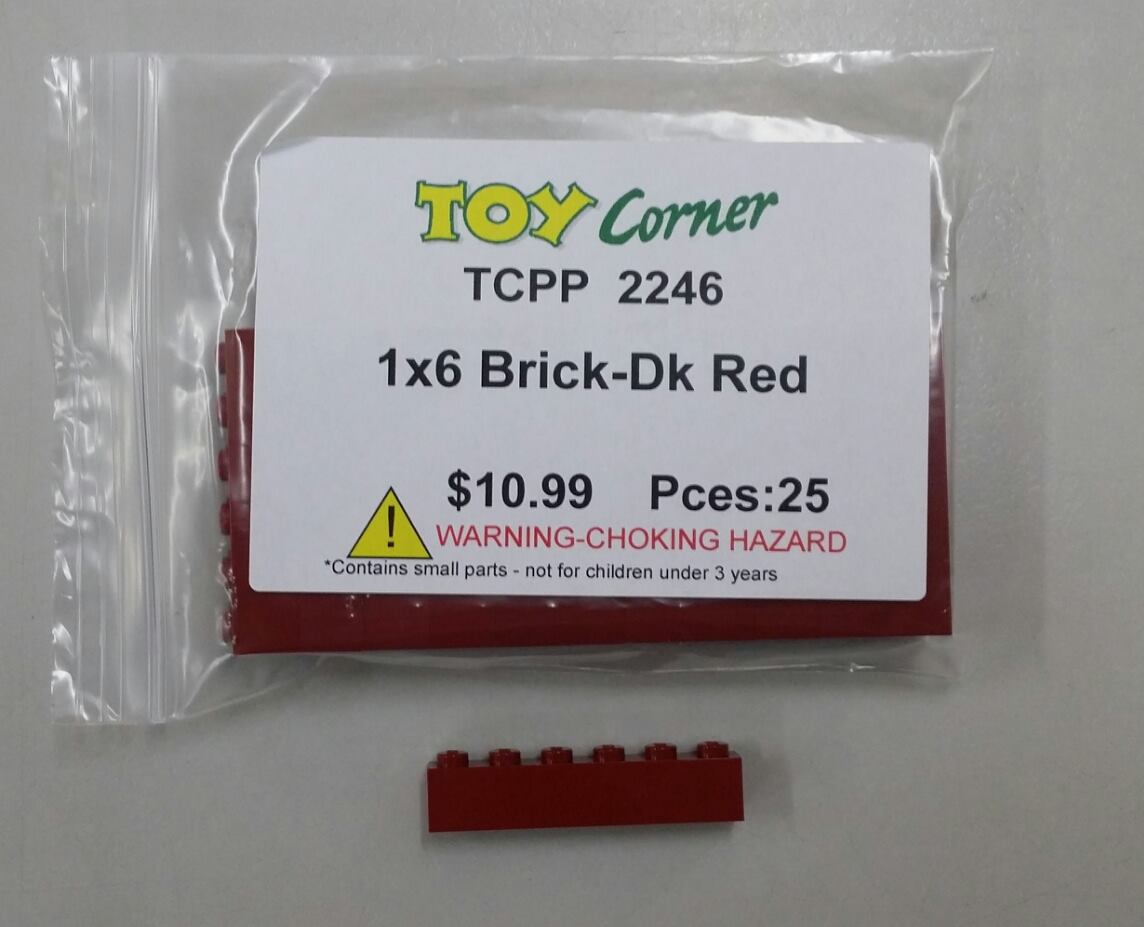 TOY Corner
TCPP 2246
1x6 Brick-Dk Red
$10.99 Pces:25
! WARNING-CHOKING HAZARD
*Contains small parts - not for children under 3 years